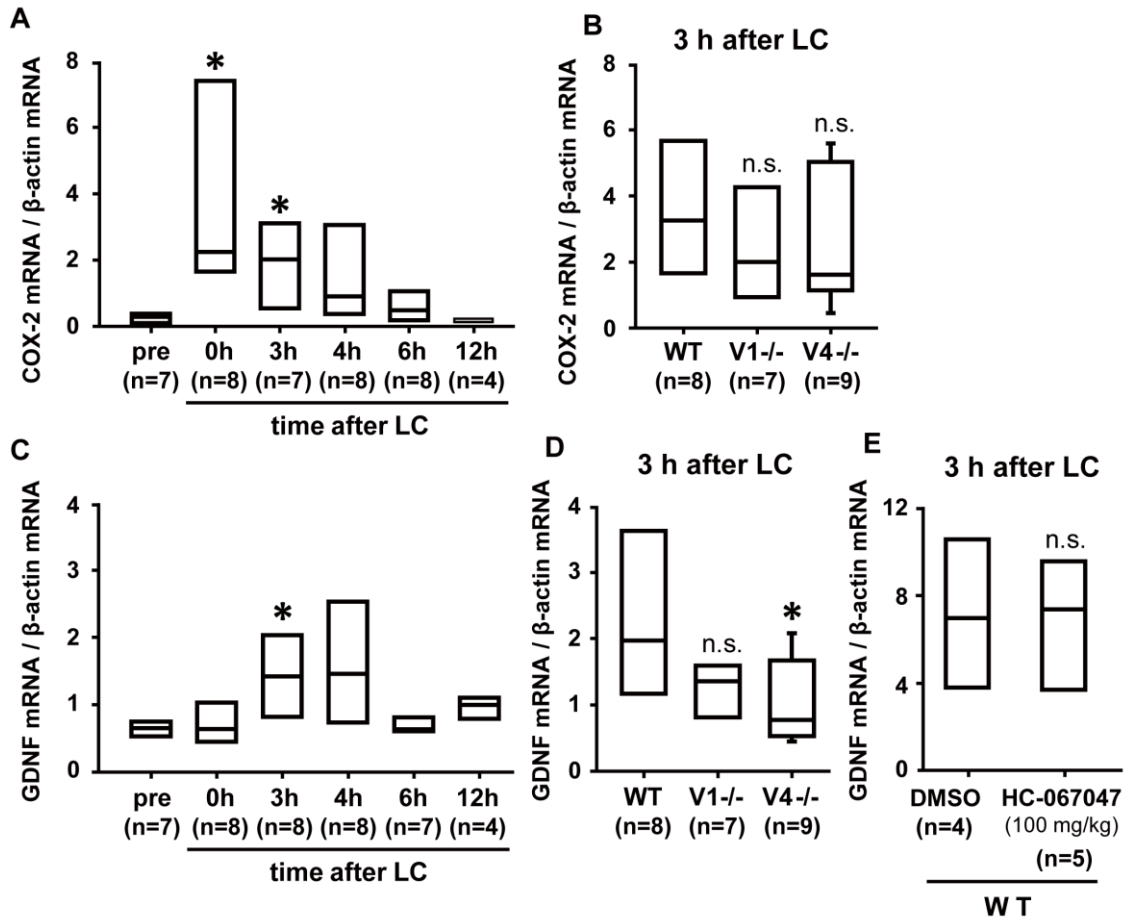 A
COX-2 mRNA / β-actin mRNA
8
6
4
2
0
*
*
pre 0h 3h 4h 6h 12h
(n=7) (n=8) (n=7) (n=8) (n=8) (n=4)
time after LC
B
3 h after LC
COX-2 mRNA / β-actin mRNA
8
6
4
2
0
n.s.
n.s.
WT V1-/- V4-/-
(n=8) (n=7) (n=9)
C
GDNF mRNA / β-actin mRNA
4
3
2
1
0
*
pre 0h 3h 4h 6h 12h
(n=7) (n=8) (n=8) (n=8) (n=7) (n=4)
time after LC
D
3 h after LC
GDNF mRNA / β-actin mRNA
4
3
2
1
0
n.s.
*
WT V1-/- V4-/-
(n=8) (n=7) (n=9)
E
3 h after LC
GDNF mRNA / β-actin mRNA
12
8
4
0
n.s.
DMSO HC-067047
(n=4) (100 mg/kg)
(n=5)
W T